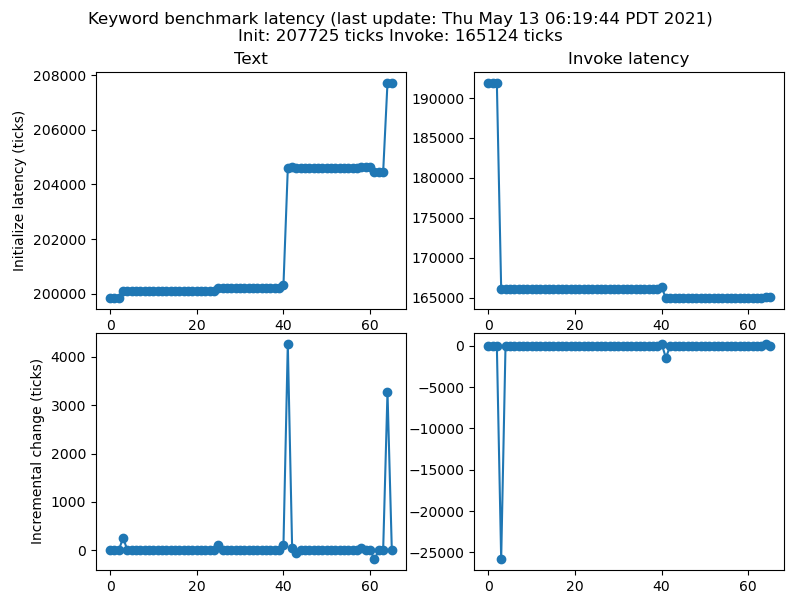 Keyword benchmark latency (last update: Thu May 13 06:19:44 PDT 2021)
Init: 207725 ticks Invoke: 165124 ticks
Text
Invoke latency
Initialize latency (ticks)
208000
206000
204000
202000
200000
0 20 40 60
190000
185000
180000
175000
170000
165000
0 20 40 60
Incremental change (ticks)
4000
3000
2000
1000
0
0 20 40 60
0
−5000
−10000
−15000
−20000
−25000
0 20 40 60